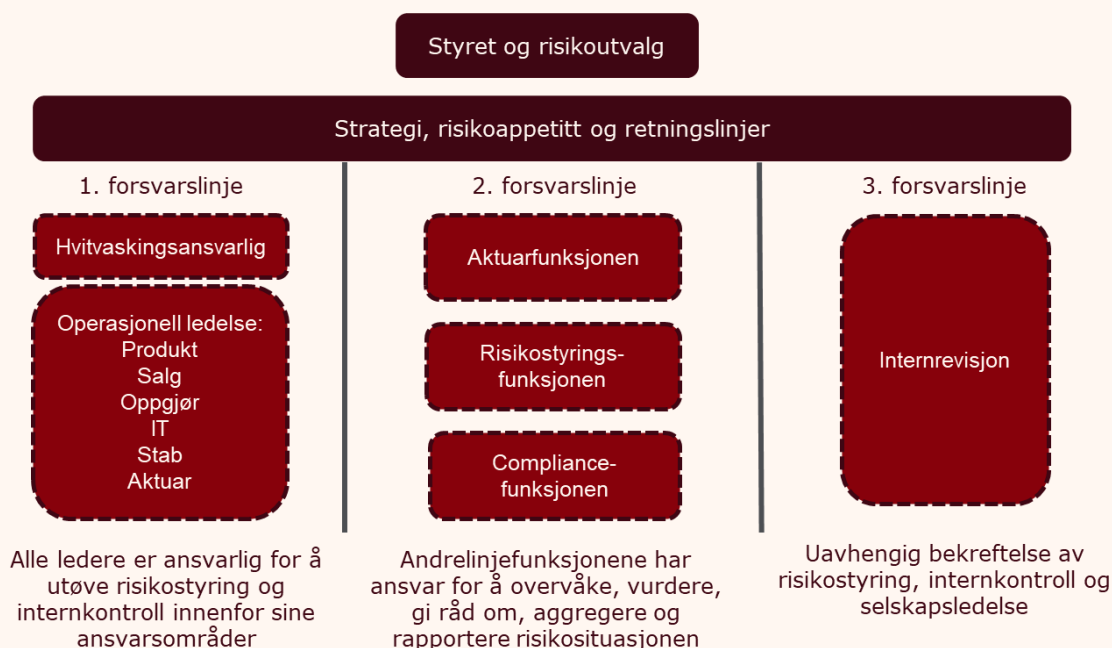 Styret og risikoutvalg
Strategi, risikoappetitt og retningslinjer
1. forsvarslinje
Hvitvaskingsansvarlig
Operasjonell ledelse:
Produkt
Salg
Oppgjør
IT
Stab
Aktuar
Alle ledere er ansvarlig for å
utøve risikostyring og
internkontroll innenfor sine
ansvarsområder
2. forsvarslinje
Aktuarfunksjonen
Risikostyrings-
funksjonen
Compliance-
funksjonen
Andrelinjefunksjonene har
ansvar for å overvåke, vurdere,
gi råd om, aggregere og
rapportere risikosituasjonen
3. forsvarslinje
Internrevisjon
Uavhengig bekreftelse av
risikostyring, internkontroll og
selskapsledelse